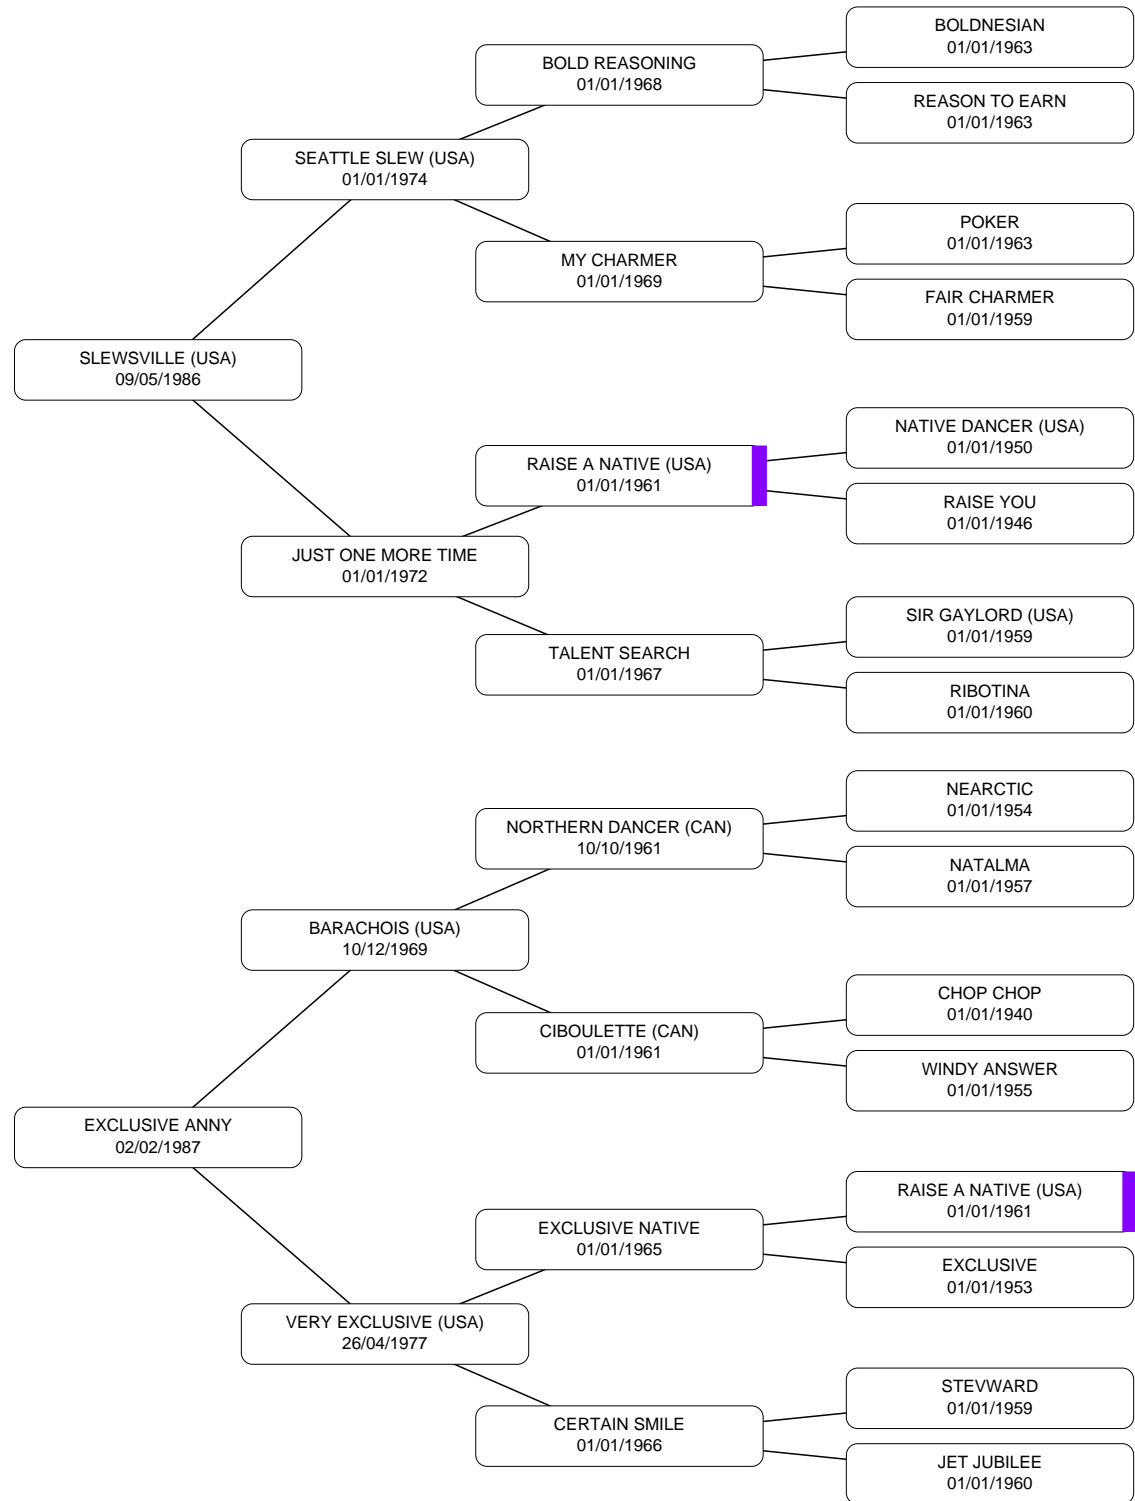 BOLDNESIAN
01/01/1963
BOLD REASONING
01/01/1968
REASON TO EARN
01/01/1963
SEATTLE SLEW (USA)
01/01/1974
POKER
01/01/1963
MY CHARMER
01/01/1969
FAIR CHARMER
01/01/1959
SLEWSVILLE (USA)
09/05/1986
NATIVE DANCER (USA)
01/01/1950
RAISE A NATIVE (USA)
01/01/1961
RAISE YOU
01/01/1946
JUST ONE MORE TIME
01/01/1972
SIR GAYLORD (USA)
01/01/1959
TALENT SEARCH
01/01/1967
RIBOTINA
01/01/1960
NEARCTIC
01/01/1954
NORTHERN DANCER (CAN)
10/10/1961
NATALMA
01/01/1957
BARACHOIS (USA)
10/12/1969
CHOP CHOP
01/01/1940
CIBOULETTE (CAN)
01/01/1961
WINDY ANSWER
01/01/1955
EXCLUSIVE ANNY
02/02/1987
RAISE A NATIVE (USA)
01/01/1961
EXCLUSIVE NATIVE
01/01/1965
EXCLUSIVE
01/01/1953
VERY EXCLUSIVE (USA)
26/04/1977
STEVWARD
01/01/1959
CERTAIN SMILE
01/01/1966
JET JUBILEE
01/01/1960